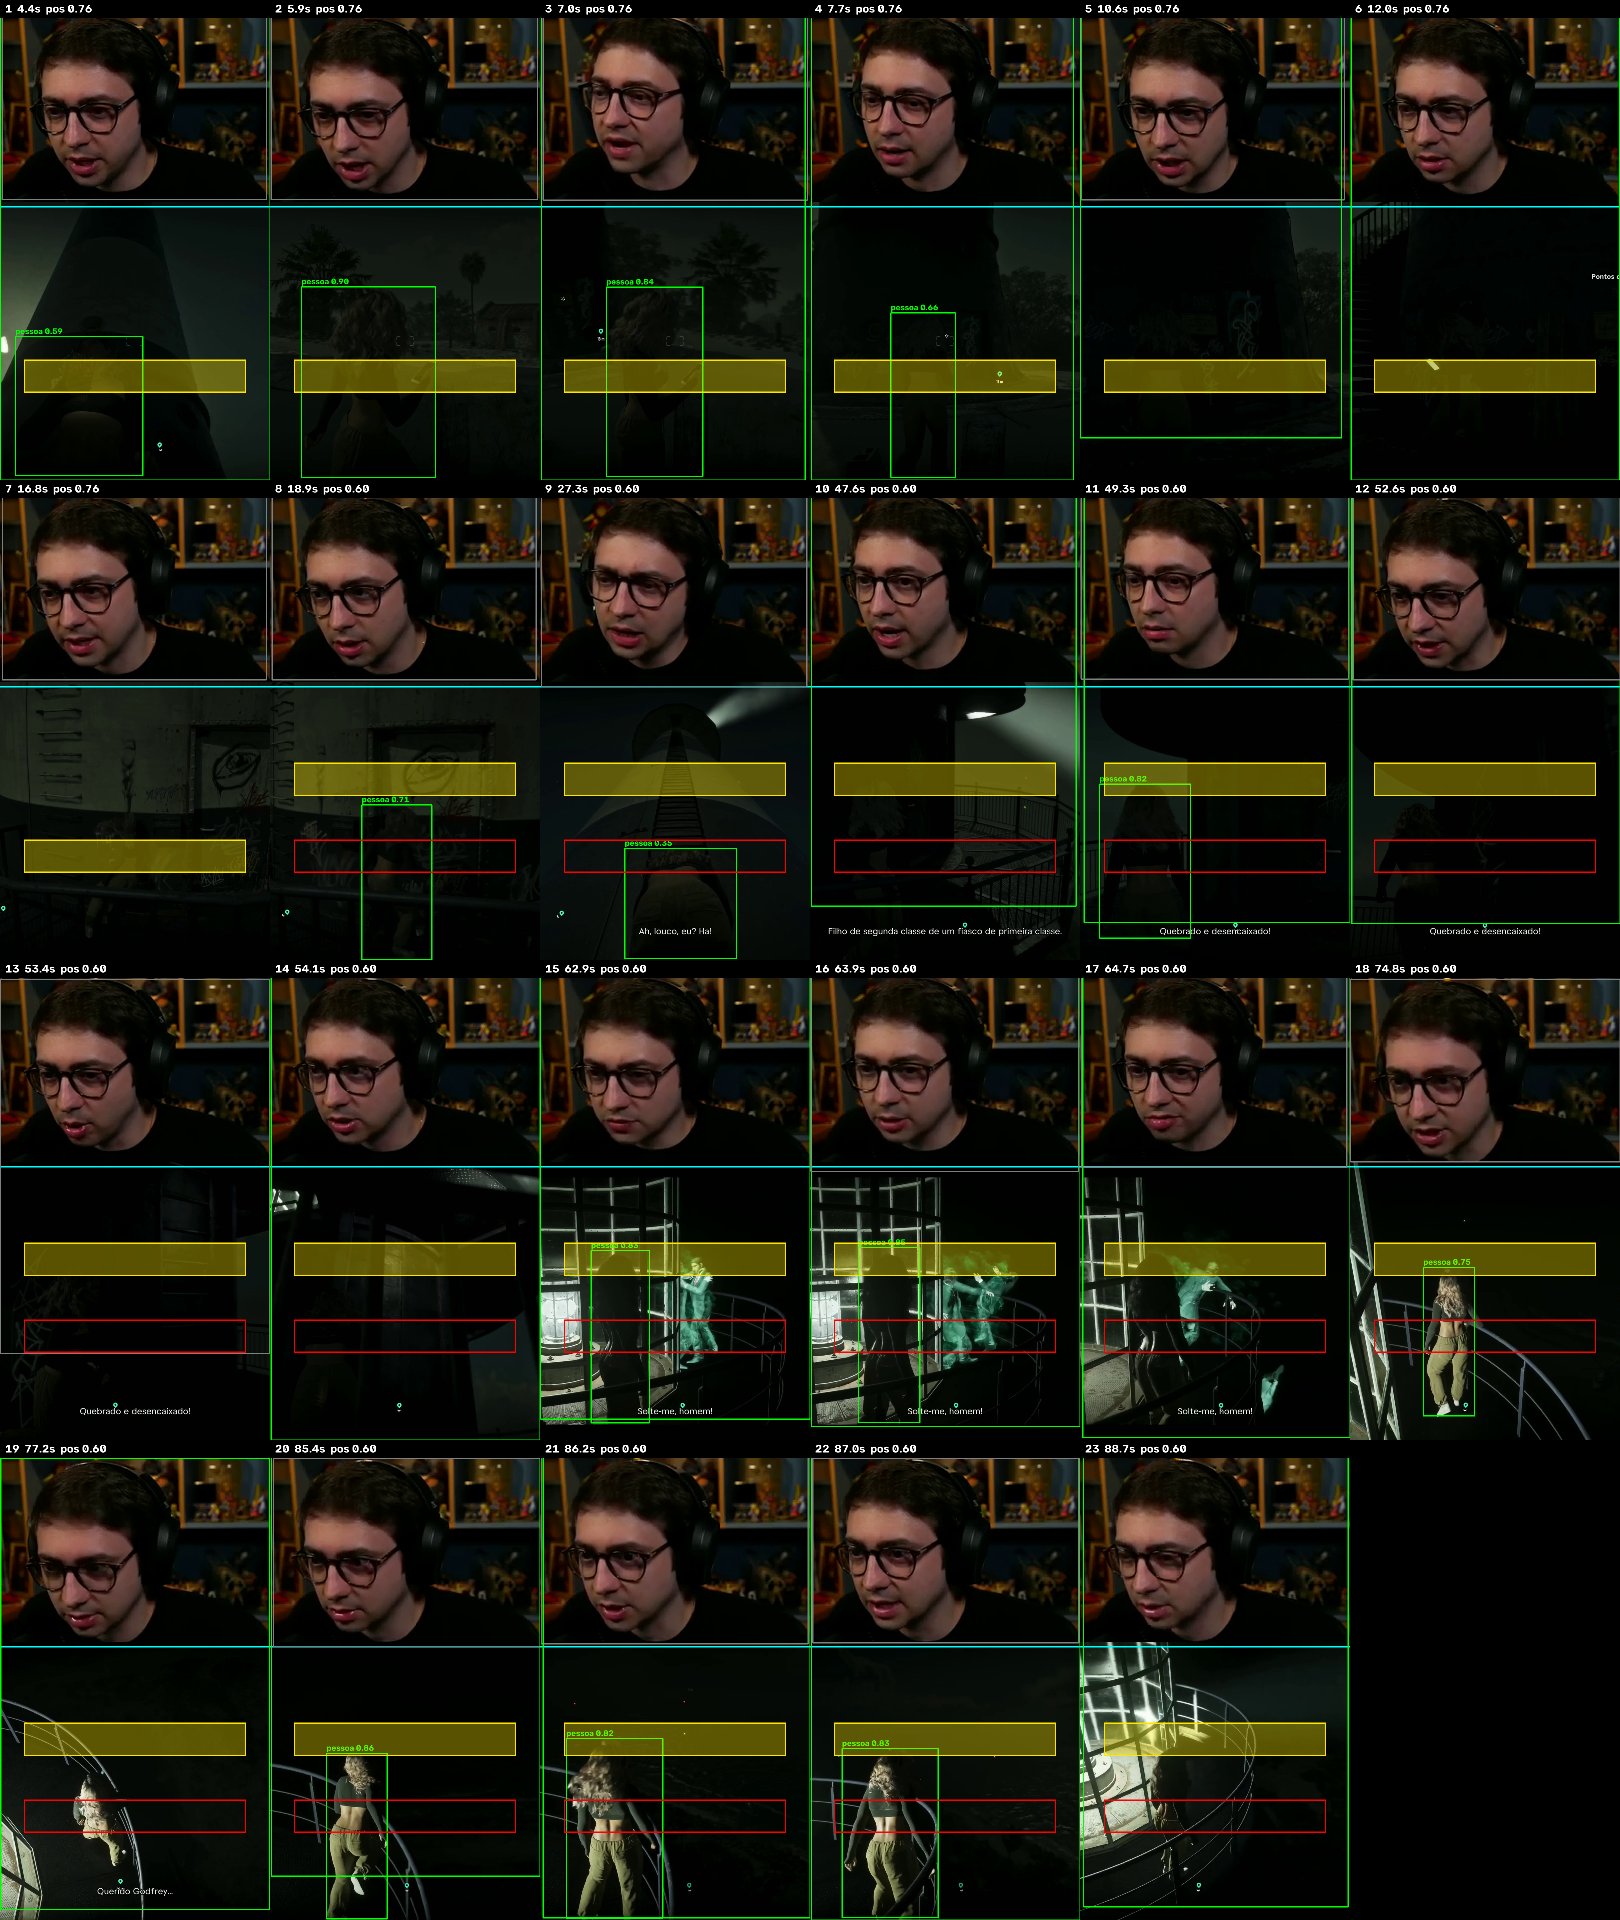 1 4.4s pos 0.76
2 5.9s pos 0.76
3 7.0s pos 0.76
4 7.7s pos 0.76
5 10.6s pos 0.76
6 12.0s pos 0.76
pessoa 0.59
pessoa 0.90
pessoa 0.84
pessoa 0.66
Pontos
7 16.8s pos 0.76
8 18.9s pos 0.60
9 27.3s pos 0.60
10 47.6s pos 0.60
11 49.3s pos 0.60
12 52.6s pos 0.60
pessoa 0.71
pessoa 0.35
pessoa 0.82
Ah, louco, eu? Ha!
Filho de segunda classe de um fiasco de primeira classe.
Quebrado e desencaixado!
Quebrado e desencaixado!
13 53.4s pos 0.60
14 54.1s pos 0.60
15 62.9s pos 0.60
16 63.9s pos 0.60
17 64.7s pos 0.60
18 74.8s pos 0.60
pessoa 0.83
pessoa
pessoa 0.75
Quebrado e desencaixado!
Solte-me, homem!
Solte-me, homem!
Solte-me, homem!
19 77.2s pos 0.60
20 85.4s pos 0.60
21 86.2s pos 0.60
22 87.0s pos 0.60
23 88.7s pos 0.60
pessoa 0.86
pessoa 0.82
pessoa 0.83
Querido Godfrey...